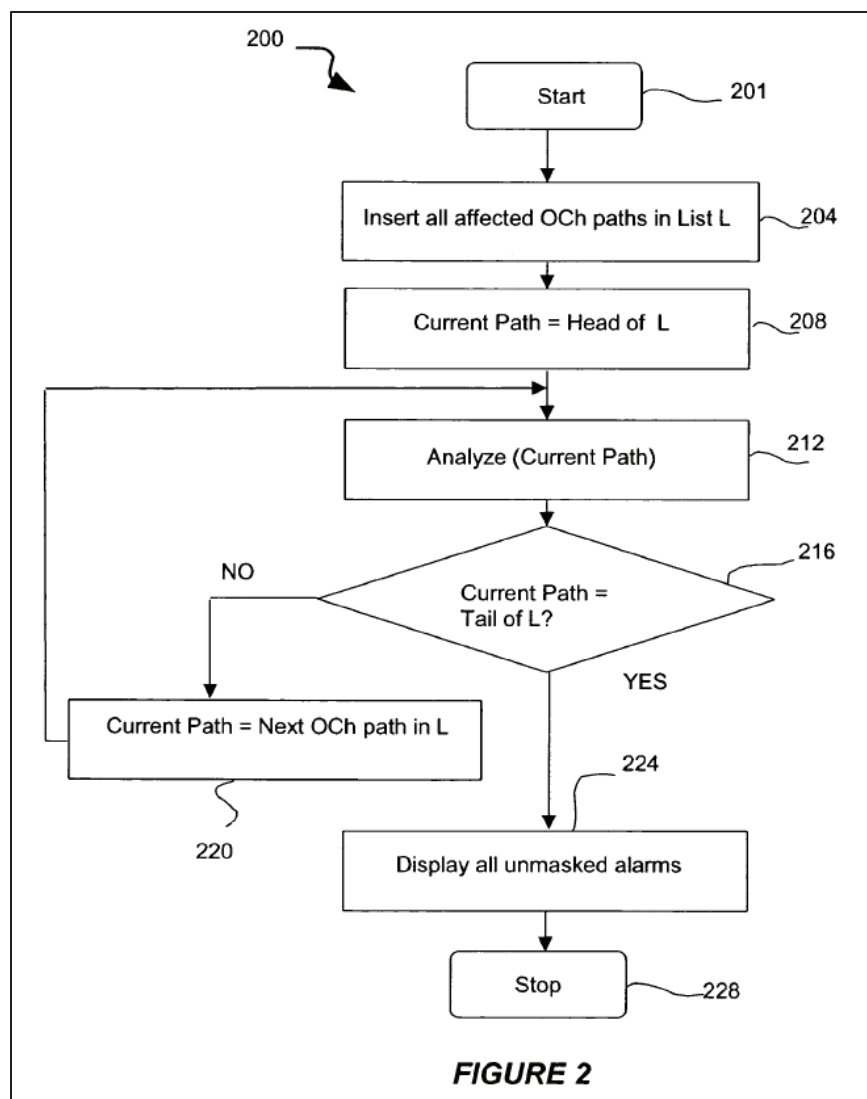 200
Start
201
Insert all affected OCh paths in List L
204
Current Path = Head of L
208
Analyze (Current Path)
212
216
NO
Current Path =
Tail of L?
YES
Current Path = Next OCh path in L
220
224
Display all unmasked alarms
Stop
228
FIGURE 2